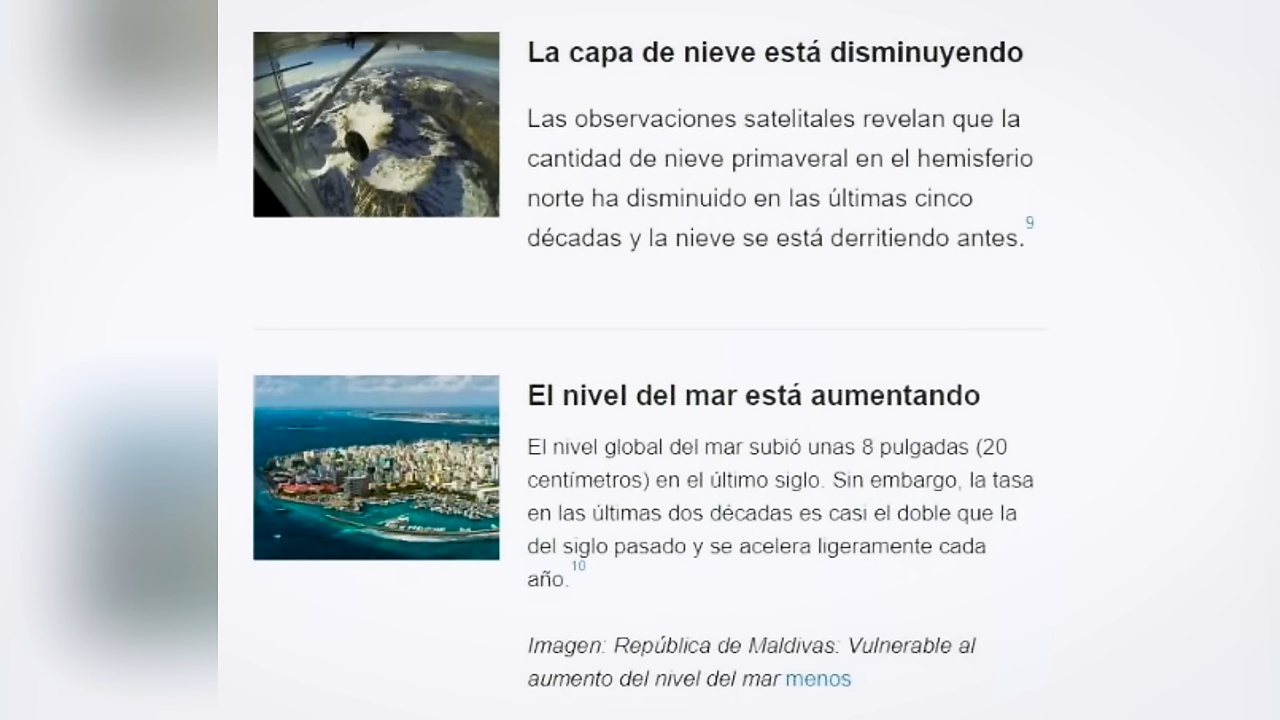 La capa de nieve está disminuyendo
Las observaciones satelitales revelan que la
cantidad de nieve primaveral en el hemisferio
norte ha disminuido en las últimas cinco
décadas y la nieve se está derritiendo antes.9
El nivel del mar está aumentando
El nivel global del mar subió unas 8 pulgadas (20
centímetros) en el último siglo. Sin embargo, la tasa
en las últimas dos décadas es casi el doble que la
del siglo pasado y se acelera ligeramente cada
año.10
Imagen: República de Maldivas: Vulnerable al
aumento del nivel del mar menos